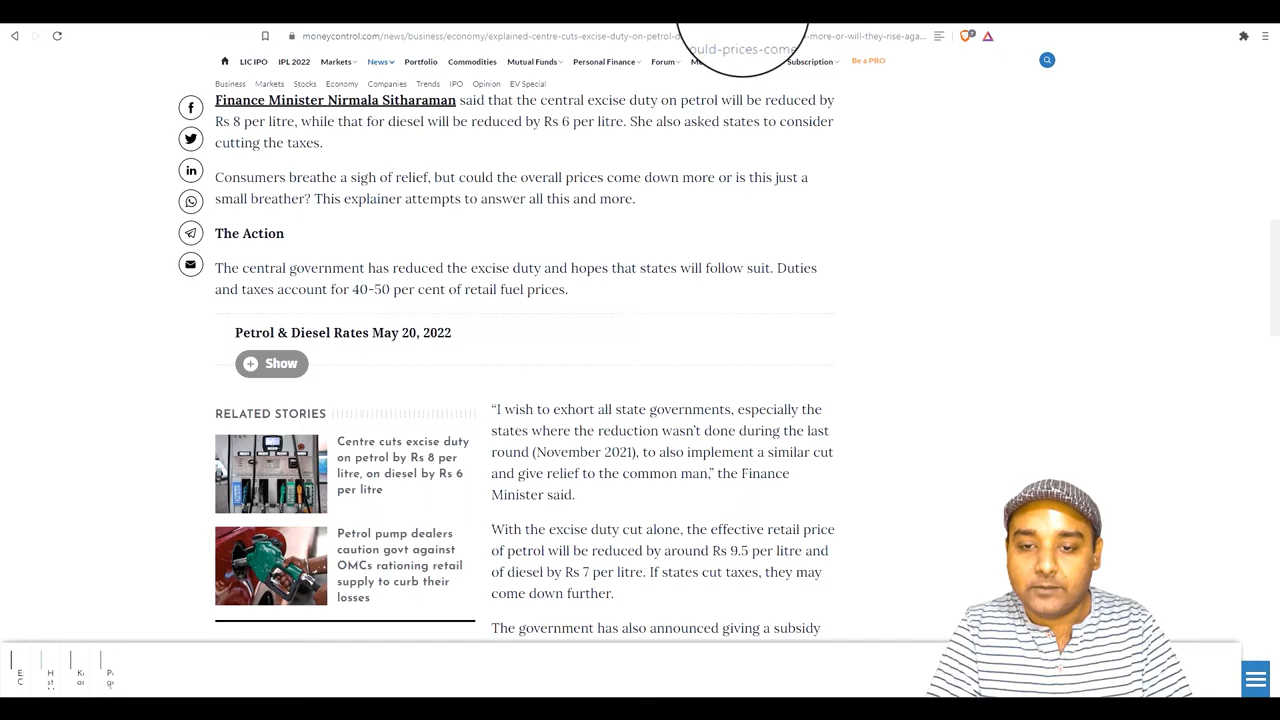 moneycontrol.com/news/business/economy/explained-centre-cuts-excise-duty-on-petrol-d
ould-prices-come
-more-or-will-they-rise-aga...
LIC IPO IPL 2022 Markets News Portfolio Commodities Mutual Funds Personal Finance Forum Subscription Be a PRO
Business Markets Stocks Economy Companies Trends IPO Opinion EV Special
Finance Minister Nirmala Sitharaman said that the central excise duty on petrol will be reduced by
Rs 8 per litre, while that for diesel will be reduced by Rs 6 per litre. She also asked states to consider
cutting the taxes.
Consumers breathe a sigh of relief, but could the overall prices come down more or is this just a
small breather? This explainer attempts to answer all this and more.
The Action
The central government has reduced the excise duty and hopes that states will follow suit. Duties
and taxes account for 40-50 per cent of retail fuel prices.
Petrol & Diesel Rates May 20, 2022
Show
RELATED STORIES
Centre cuts excise duty
on petrol by Rs 8 per
litre, on diesel by Rs 6
per litre
Petrol pump dealers
caution govt against
OMCs rationing retail
supply to curb their
losses
“I wish to exhort all state governments, especially the
states where the reduction wasn’t done during the last
round (November 2021), to also implement a similar cut
and give relief to the common man,” the Finance
Minister said.
With the excise duty cut alone, the effective retail price
of petrol will be reduced by around Rs 9.5 per litre and
of diesel by Rs 7 per litre. If states cut taxes, they may
come down further.
The government has also announced giving a subsidy